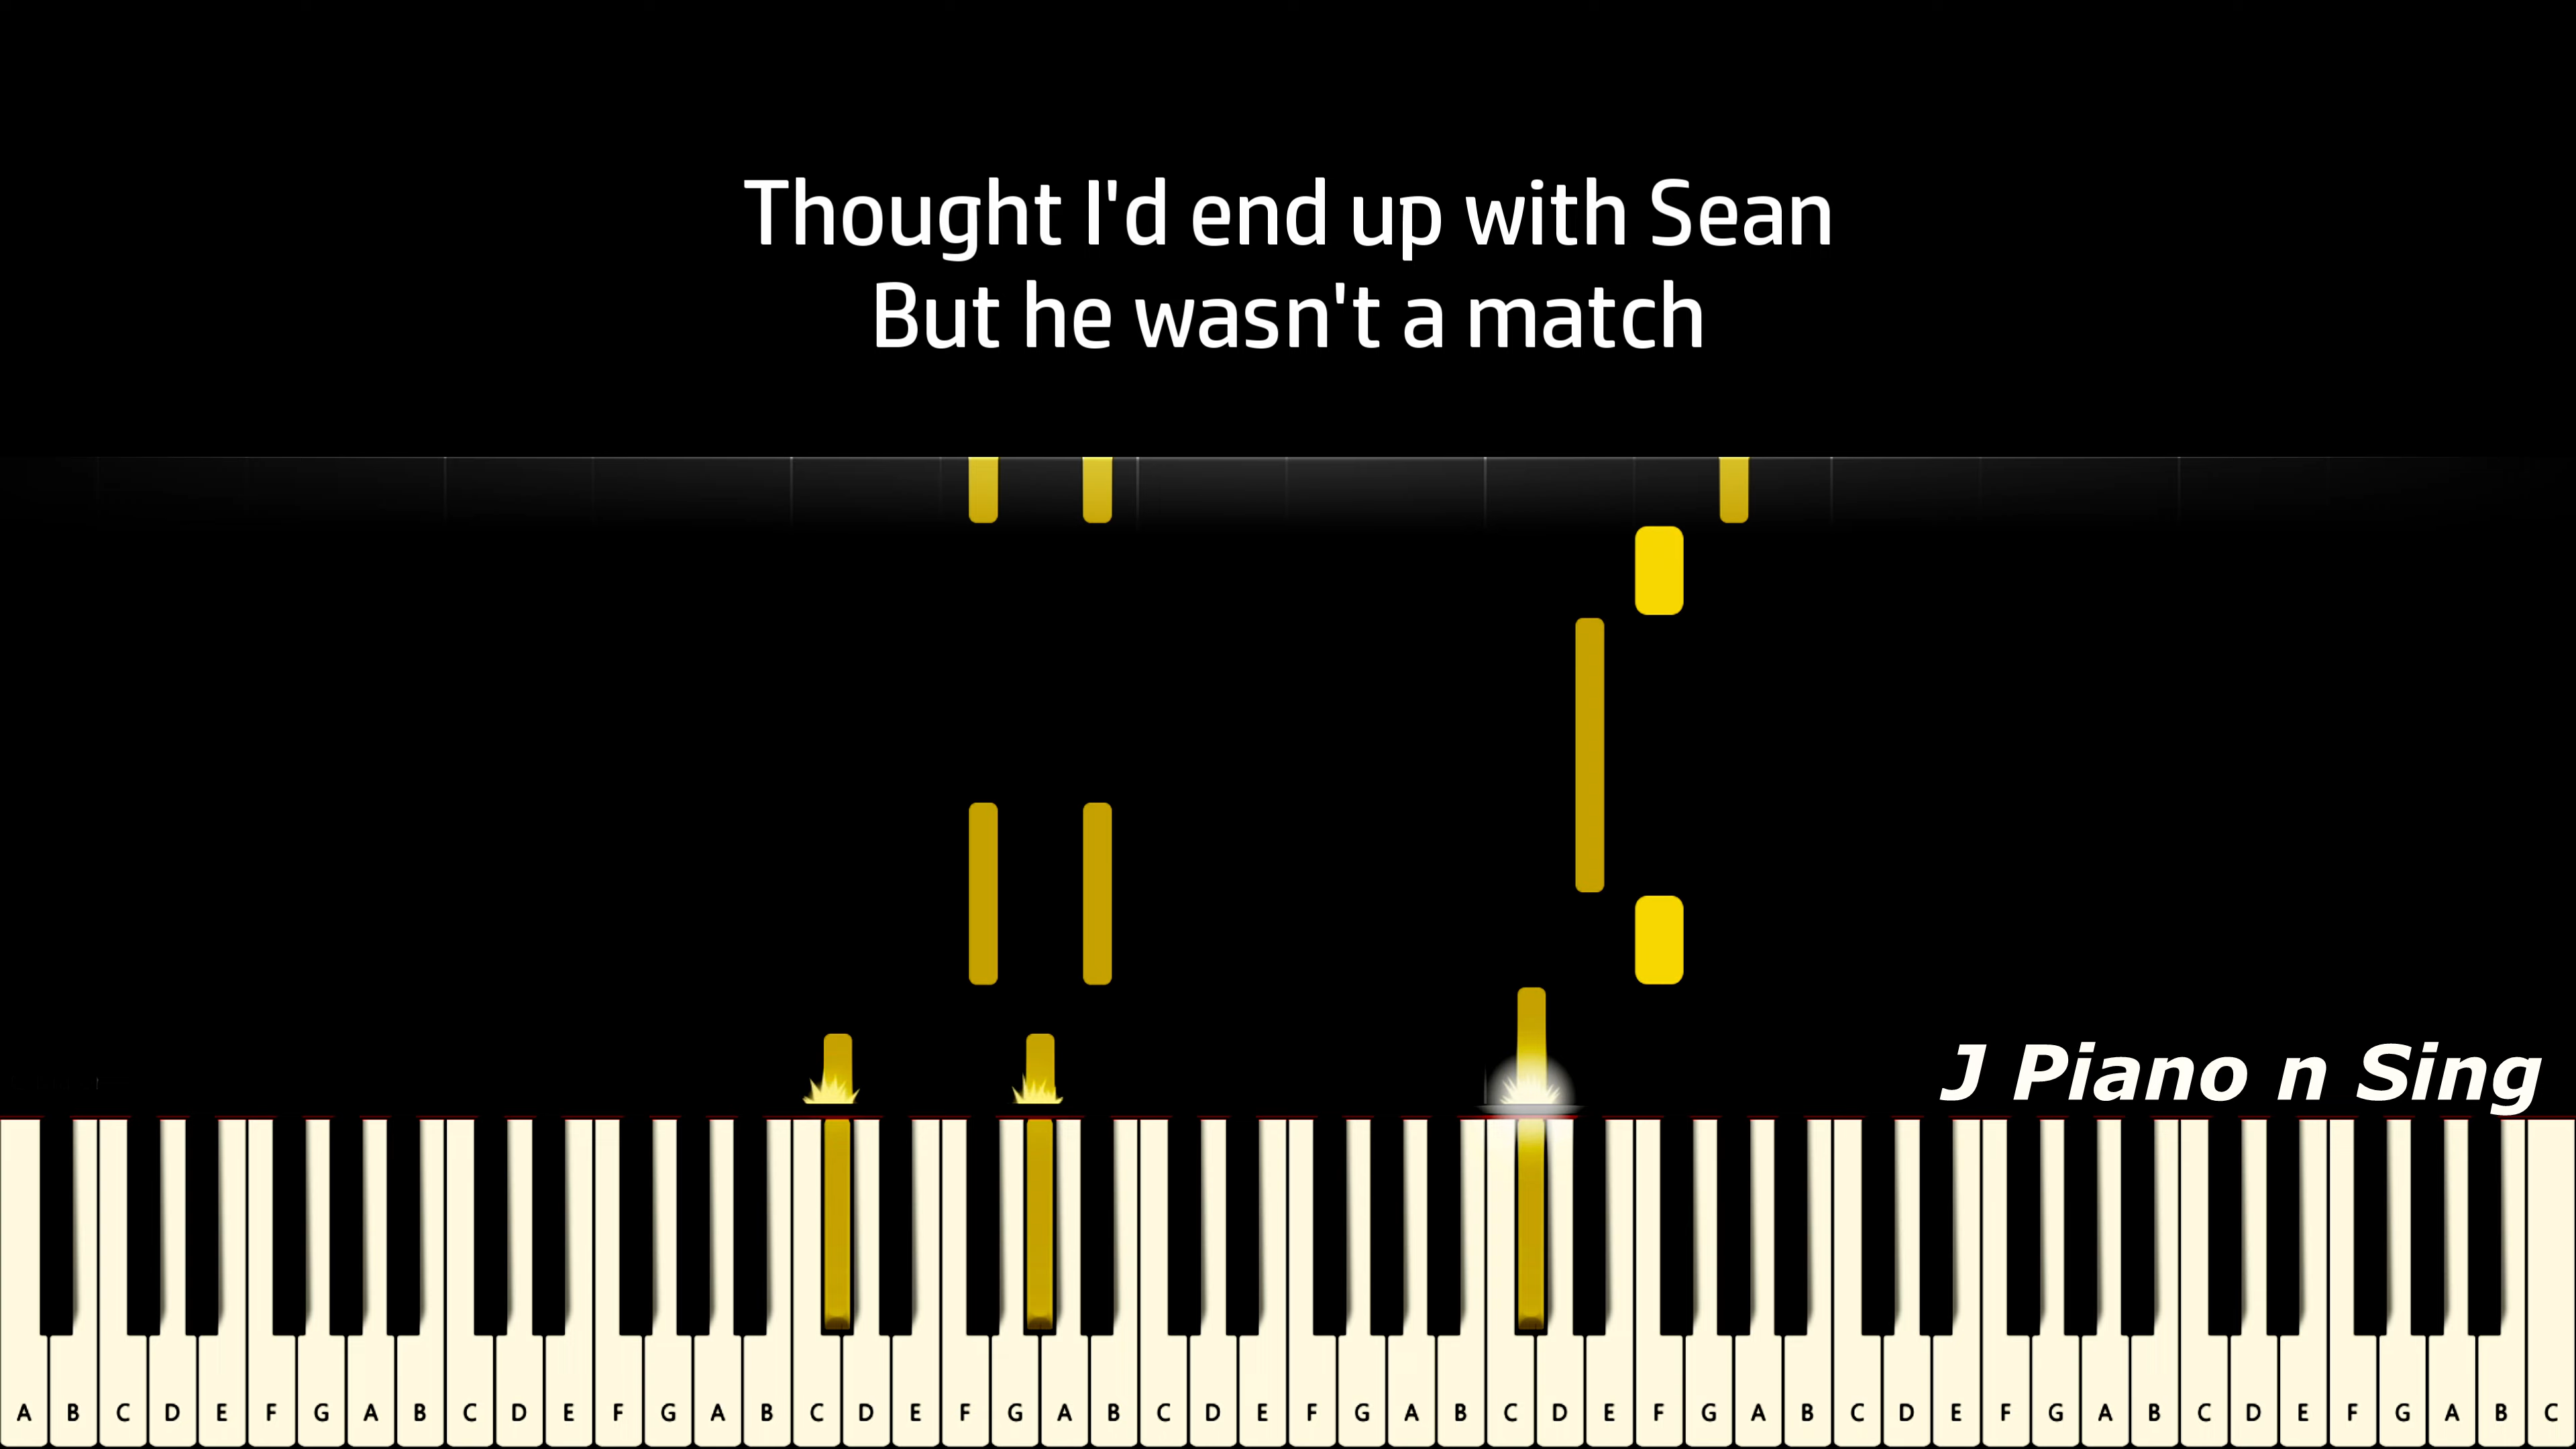 Thought I'd end up with Sean
But he wasn't a match
J Piano n Sing
A B C D E F G A B C D E F G A B C D E F G A B C D E F G A B C D E F G A B C D E F G A B C D E F G A B C